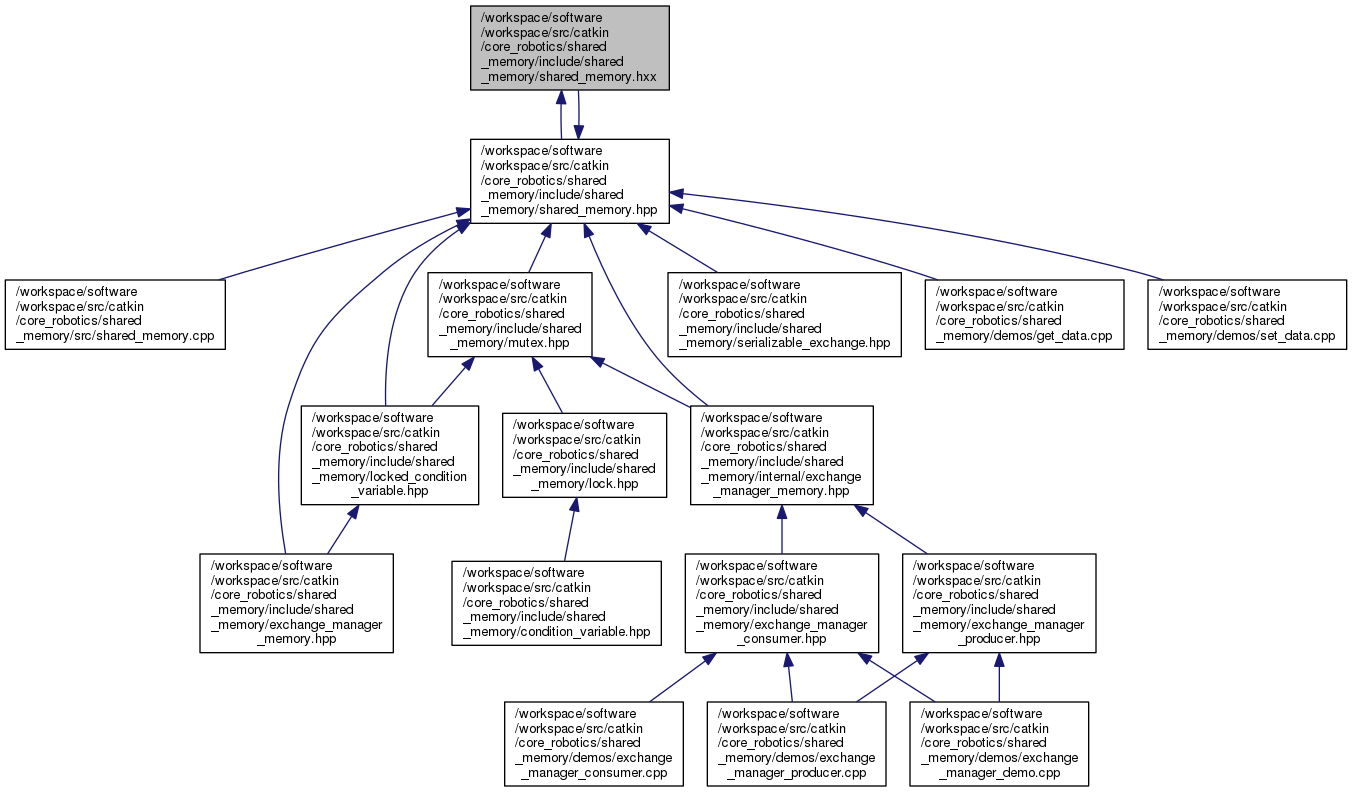 /workspace/software
/workspace/src/catkin
/core_robotics/shared
_memory/include/shared
_memory/shared_memory.hxx
/workspace/software
/workspace/src/catkin
/core_robotics/shared
_memory/include/shared
_memory/shared_memory.hpp
/workspace/software
/workspace/src/catkin
/core_robotics/shared
_memory/src/shared_memory.cpp
/workspace/software
/workspace/src/catkin
/core_robotics/shared
_memory/include/shared
_memory/mutex.hpp
/workspace/software
/workspace/src/catkin
/core_robotics/shared
_memory/include/shared
_memory/serializable_exchange.hpp
/workspace/software
/workspace/src/catkin
/core_robotics/shared
_memory/demos/get_data.cpp
/workspace/software
/workspace/src/catkin
/core_robotics/shared
_memory/demos/set_data.cpp
/workspace/software
/workspace/src/catkin
/core_robotics/shared
_memory/include/shared
_memory/locked_condition
_variable.hpp
/workspace/software
/workspace/src/catkin
/core_robotics/shared
_memory/include/shared
_memory/lock.hpp
/workspace/software
/workspace/src/catkin
/core_robotics/shared
_memory/include/shared
_memory/internal/exchange
_manager_memory.hpp
/workspace/software
/workspace/src/catkin
/core_robotics/shared
_memory/include/shared
_memory/exchange_manager
_memory.hpp
/workspace/software
/workspace/src/catkin
/core_robotics/shared
_memory/include/shared
_memory/condition_variable.hpp
/workspace/software
/workspace/src/catkin
/core_robotics/shared
_memory/include/shared
_memory/exchange_manager
_consumer.hpp
/workspace/software
/workspace/src/catkin
/core_robotics/shared
_memory/include/shared
_memory/exchange_manager
_producer.hpp
/workspace/software
/workspace/src/catkin
/core_robotics/shared
_memory/demos/exchange
_manager_consumer.cpp
/workspace/software
/workspace/src/catkin
/core_robotics/shared
_memory/demos/exchange
_manager_producer.cpp
/workspace/software
/workspace/src/catkin
/core_robotics/shared
_memory/demos/exchange
_manager_demo.cpp